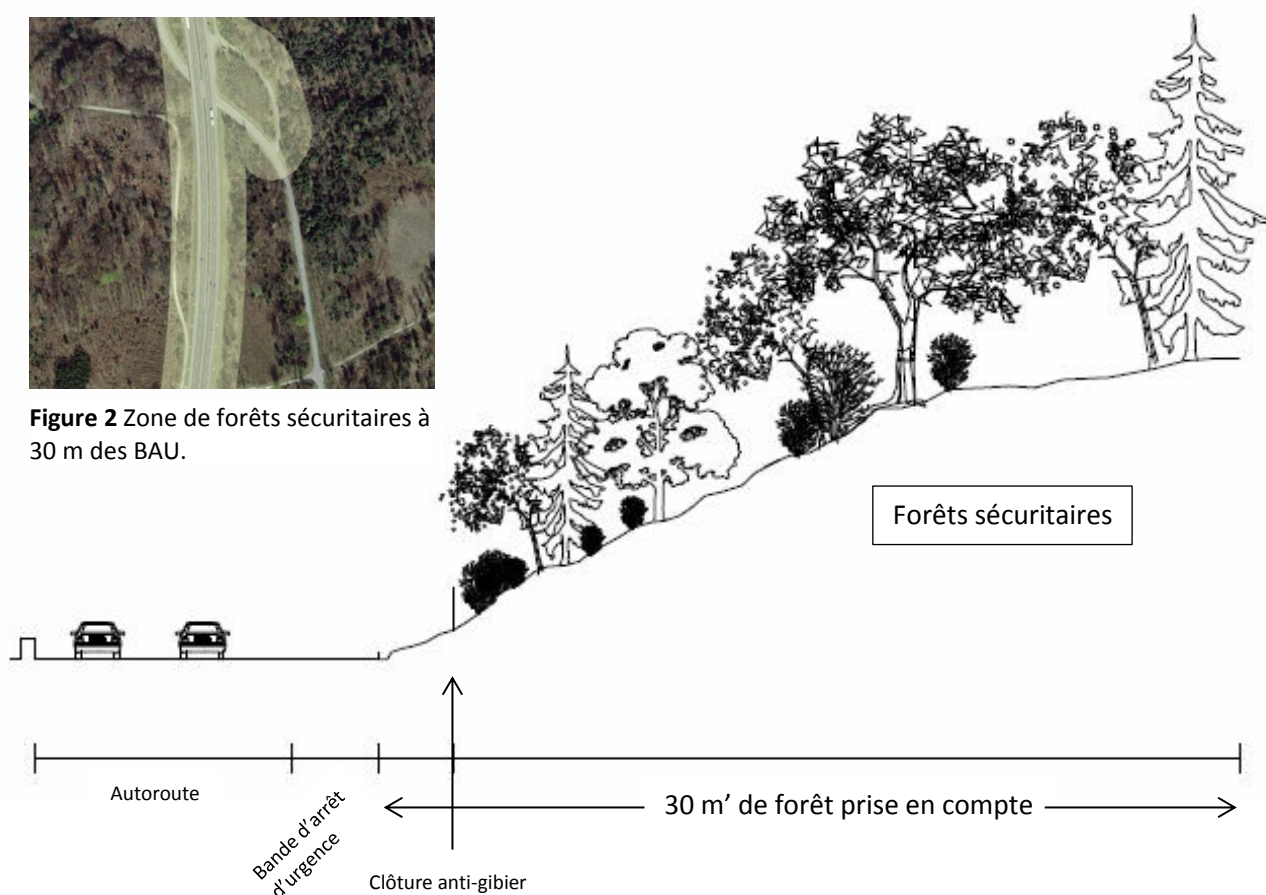 Figure 2 Zone de forêts sécuritaires à
30 m des BAU.
Forêts sécuritaires
Autoroute
Bande d'arrêt
d'urgence
30 m' de forêt prise en compte
Clôture anti-gibier